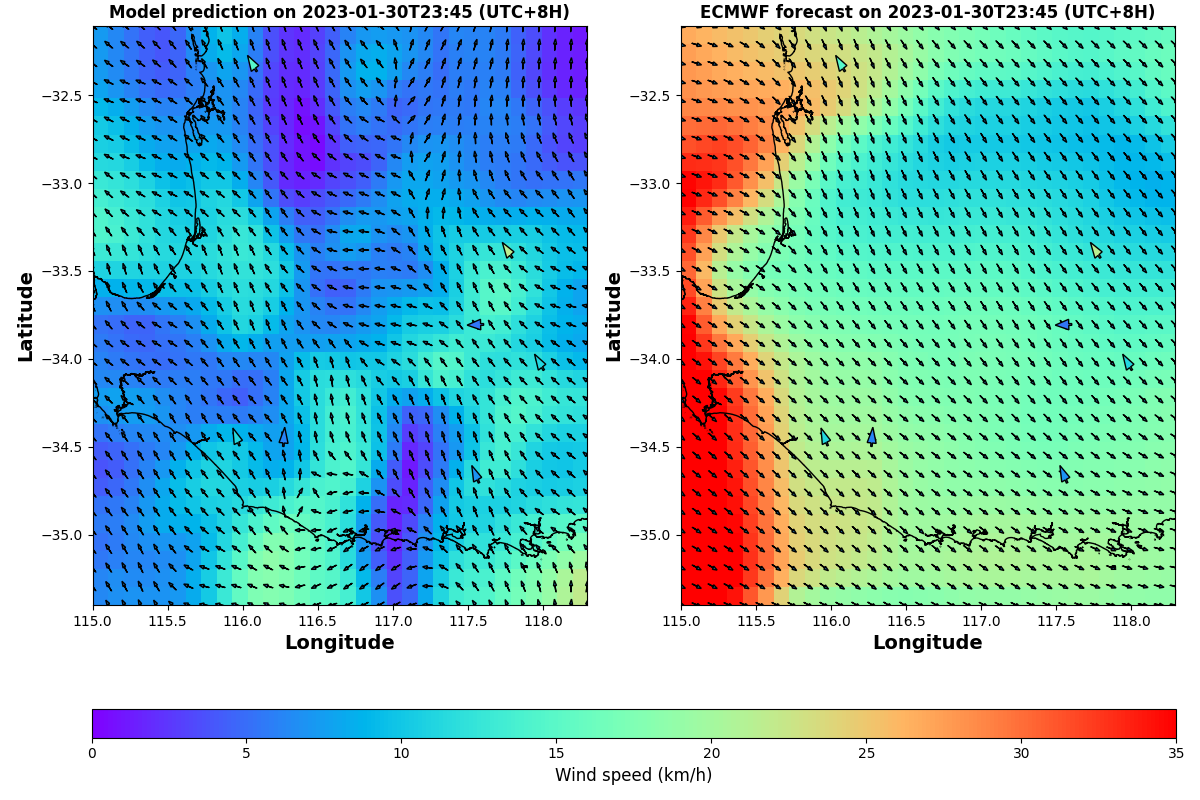 Model prediction on 2023-01-30T23:45 (UTC+8H)
ECMWF forecast on 2023-01-30T23:45 (UTC+8H)
Latitude
−32.5
−33.0
−33.5
−34.0
−34.5
−35.0
115.0 115.5 116.0 116.5 117.0 117.5 118.0
Longitude
Latitude
−32.5
−33.0
−33.5
−34.0
−34.5
−35.0
115.0 115.5 116.0 116.5 117.0 117.5 118.0
Longitude
0 5 10 15 20 25 30 35
Wind speed (km/h)